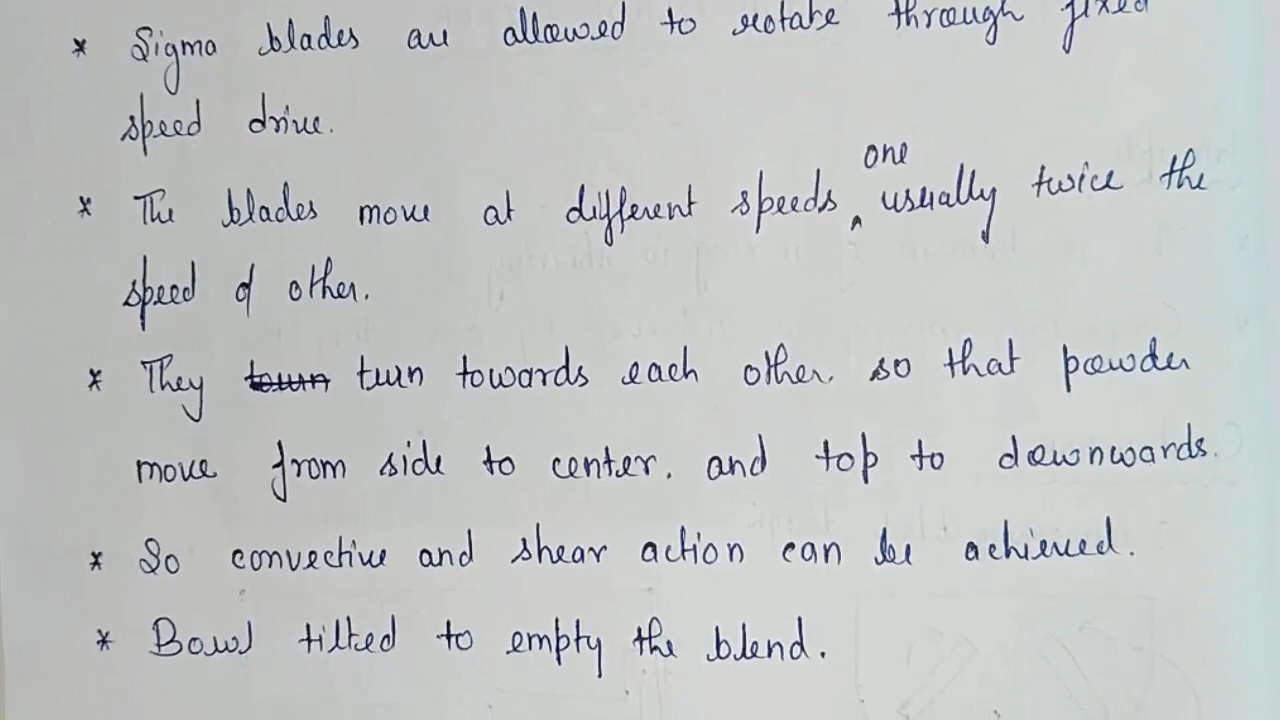 * Sigma blades are allowed to rotate through fixed
speed drive.
* The blades move at different speeds ‸one usually twice the
speed of other.
* They ~~town~~ turn towards each other. so that powder
move from side to center. and top to downwards.
* So convective and shear action can be achieved.
* Bowl tilted to empty the blend.